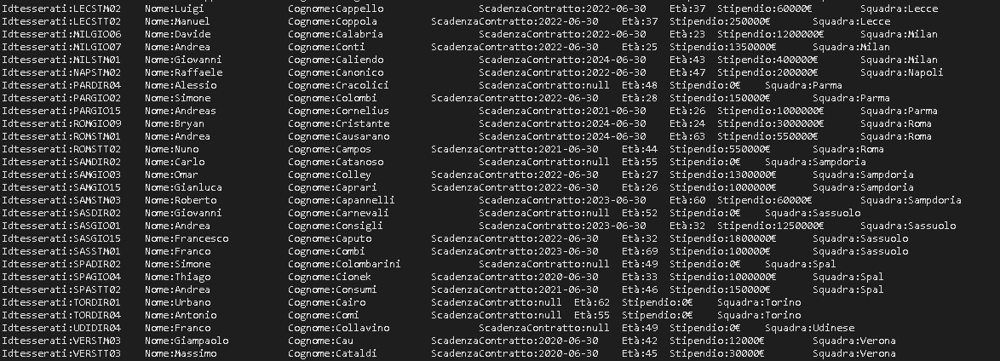 Idtesserati:LECSTM02 Nome:Luigi Cognome:Cappello ScadenzaContratto:2022-06-30 Età:37 Stipendio:60000€ Squadra:Lecce
Idtesserati:LECSTT02 Nome:Manuel Cognome:Coppola ScadenzaContratto:2022-06-30 Età:37 Stipendio:250000€ Squadra:Lecce
Idtesserati:MILGIO06 Nome:Davide Cognome:Calabria ScadenzaContratto:2022-06-30 Età:23 Stipendio:1200000€ Squadra:Milan
Idtesserati:MILGIO07 Nome:Andrea Cognome:Conti ScadenzaContratto:2022-06-30 Età:25 Stipendio:1350000€ Squadra:Milan
Idtesserati:MILSTM01 Nome:Giovanni Cognome:Caliendo ScadenzaContratto:2024-06-30 Età:43 Stipendio:400000€ Squadra:Milan
Idtesserati:NAPSTM02 Nome:Raffaele Cognome:Canonico ScadenzaContratto:2022-06-30 Età:47 Stipendio:200000€ Squadra:Napoli
Idtesserati:PARDIR04 Nome:Alessio Cognome:Cracolici ScadenzaContratto:null Età:48 Stipendio:0€ Squadra:Parma
Idtesserati:PARGIO02 Nome:Simone Cognome:Colombi ScadenzaContratto:2022-06-30 Età:28 Stipendio:150000€ Squadra:Parma
Idtesserati:PARGIO15 Nome:Andreas Cognome:Cornelius ScadenzaContratto:2021-06-30 Età:26 Stipendio:1000000€ Squadra:Parma
Idtesserati:ROMGIO09 Nome:Bryan Cognome:Cristante ScadenzaContratto:2024-06-30 Età:24 Stipendio:3000000€ Squadra:Roma
Idtesserati:ROMSTM01 Nome:Andrea Cognome:Causarano ScadenzaContratto:2024-06-30 Età:63 Stipendio:550000€ Squadra:Roma
Idtesserati:ROMSTT02 Nome:Nuno Cognome:Campos ScadenzaContratto:2021-06-30 Età:44 Stipendio:550000€ Squadra:Roma
Idtesserati:SAMDIR02 Nome:Carlo Cognome:Catanoso ScadenzaContratto:null Età:55 Stipendio:0€ Squadra:Sampdoria
Idtesserati:SAMGIO03 Nome:Omar Cognome:Colley ScadenzaContratto:2022-06-30 Età:27 Stipendio:1300000€ Squadra:Sampdoria
Idtesserati:SAMGIO15 Nome:Gianluca Cognome:Caprari ScadenzaContratto:2022-06-30 Età:26 Stipendio:1000000€ Squadra:Sampdoria
Idtesserati:SAMSTM03 Nome:Roberto Cognome:Capannelli ScadenzaContratto:2023-06-30 Età:60 Stipendio:60000€ Squadra:Sampdoria
Idtesserati:SASDIR02 Nome:Giovanni Cognome:Carnevali ScadenzaContratto:null Età:52 Stipendio:0€ Squadra:Sassuolo
Idtesserati:SASGIO01 Nome:Andrea Cognome:Consigli ScadenzaContratto:2023-06-30 Età:32 Stipendio:1250000€ Squadra:Sassuolo
Idtesserati:SASGIO15 Nome:Francesco Cognome:Caputo ScadenzaContratto:2022-06-30 Età:32 Stipendio:1800000€ Squadra:Sassuolo
Idtesserati:SASSTM01 Nome:Franco Cognome:Combi ScadenzaContratto:2023-06-30 Età:69 Stipendio:100000€ Squadra:Sassuolo
Idtesserati:SPADIR02 Nome:Simone Cognome:Colombarini ScadenzaContratto:null Età:49 Stipendio:0€ Squadra:Spal
Idtesserati:SPAGIO04 Nome:Thiago Cognome:Cionek ScadenzaContratto:2020-06-30 Età:33 Stipendio:1000000€ Squadra:Spal
Idtesserati:SPASTT02 Nome:Andrea Cognome:Consumi ScadenzaContratto:2021-06-30 Età:46 Stipendio:150000€ Squadra:Spal
Idtesserati:TORDIR01 Nome:Urbano Cognome:Cairo ScadenzaContratto:null Età:62 Stipendio:0€ Squadra:Torino
Idtesserati:TORDIR04 Nome:Antonio Cognome:Comi ScadenzaContratto:null Età:55 Stipendio:0€ Squadra:Torino
Idtesserati:UDIDIR04 Nome:Franco Cognome:Collavino ScadenzaContratto:null Età:49 Stipendio:0€ Squadra:Udinese
Idtesserati:VERSTM03 Nome:Giampaolo Cognome:Cau ScadenzaContratto:2020-06-30 Età:42 Stipendio:12000€ Squadra:Verona
Idtesserati:VERSTT03 Nome:Massimo Cognome:Cataldi ScadenzaContratto:2020-06-30 Età:45 Stipendio:30000€ Squadra:Verona